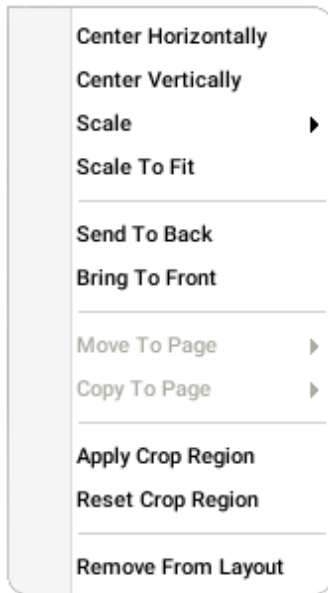 Center Horizontally
Center Vertically
Scale
Scale To Fit
Send To Back
Bring To Front
Move To Page
Copy To Page
Apply Crop Region
Reset Crop Region
Remove From Layout